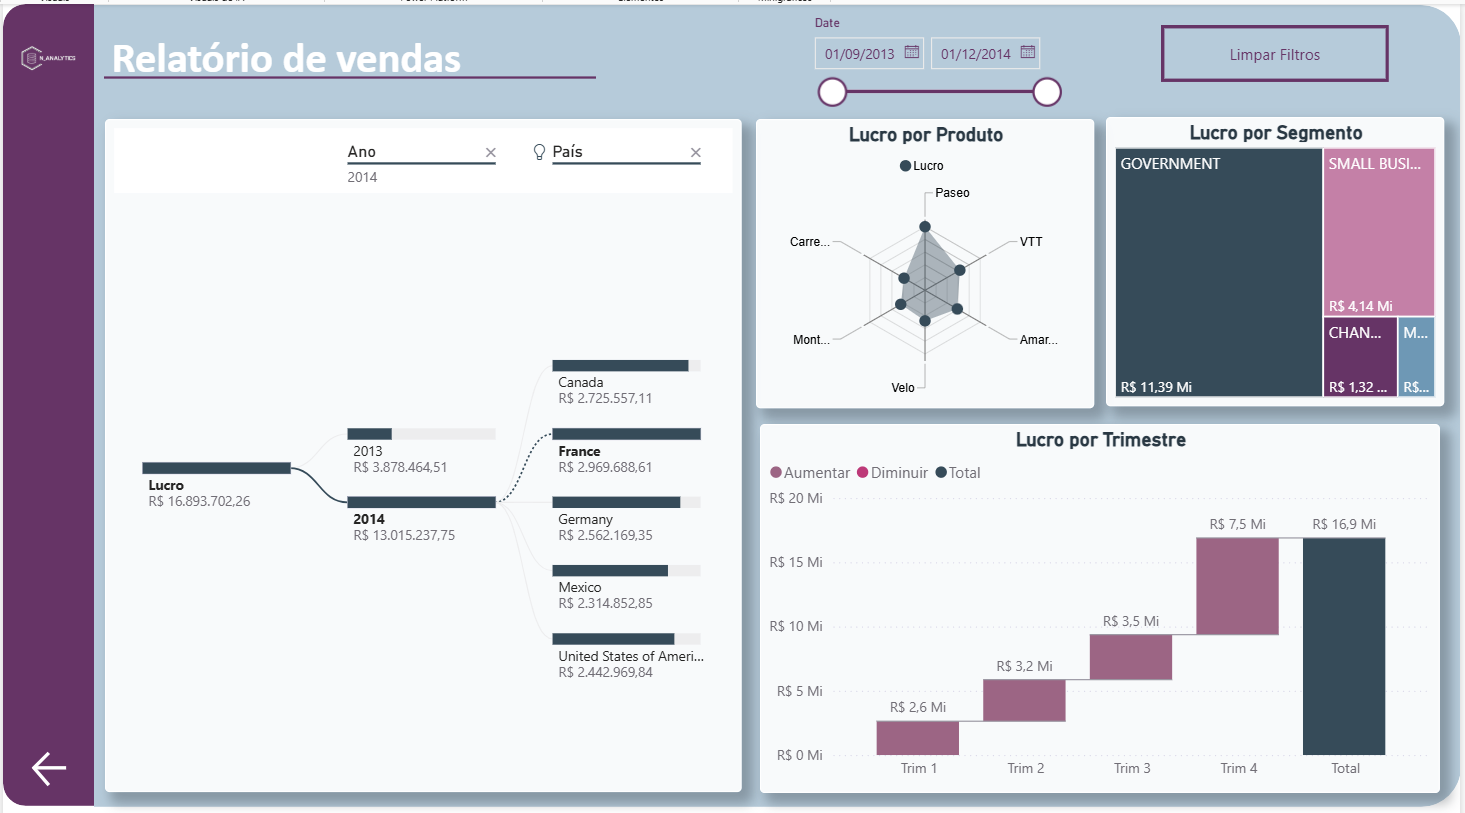 N_ANALYTICS
Relatório de vendas
Date
01/09/2013
01/12/2014
Limpar Filtros
Ano
2014
País
Lucro
R$ 16.893.702,26
2013
R$ 3.878.464,51
2014
R$ 13.015.237,75
Canada
R$ 2.725.557,11
France
R$ 2.969.688,61
Germany
R$ 2.562.169,35
Mexico
R$ 2.314.852,85
United States of Ameri...
R$ 2.442.969,84
Lucro por Produto
Lucro
Paseo
VTT
Amar...
Velo
Mont...
Carre...
Lucro por Segmento
GOVERNMENT
R$ 11,39 Mi
SMALL BUSI...
R$ 4,14 Mi
CHAN...
R$ 1,32 ...
M...
R$...
Lucro por Trimestre
Aumentar Diminuir Total
R$ 20 Mi
R$ 15 Mi
R$ 10 Mi
R$ 5 Mi
R$ 0 Mi
R$ 2,6 Mi
R$ 3,2 Mi
R$ 3,5 Mi
R$ 7,5 Mi
R$ 16,9 Mi
Trim 1
Trim 2
Trim 3
Trim 4
Total